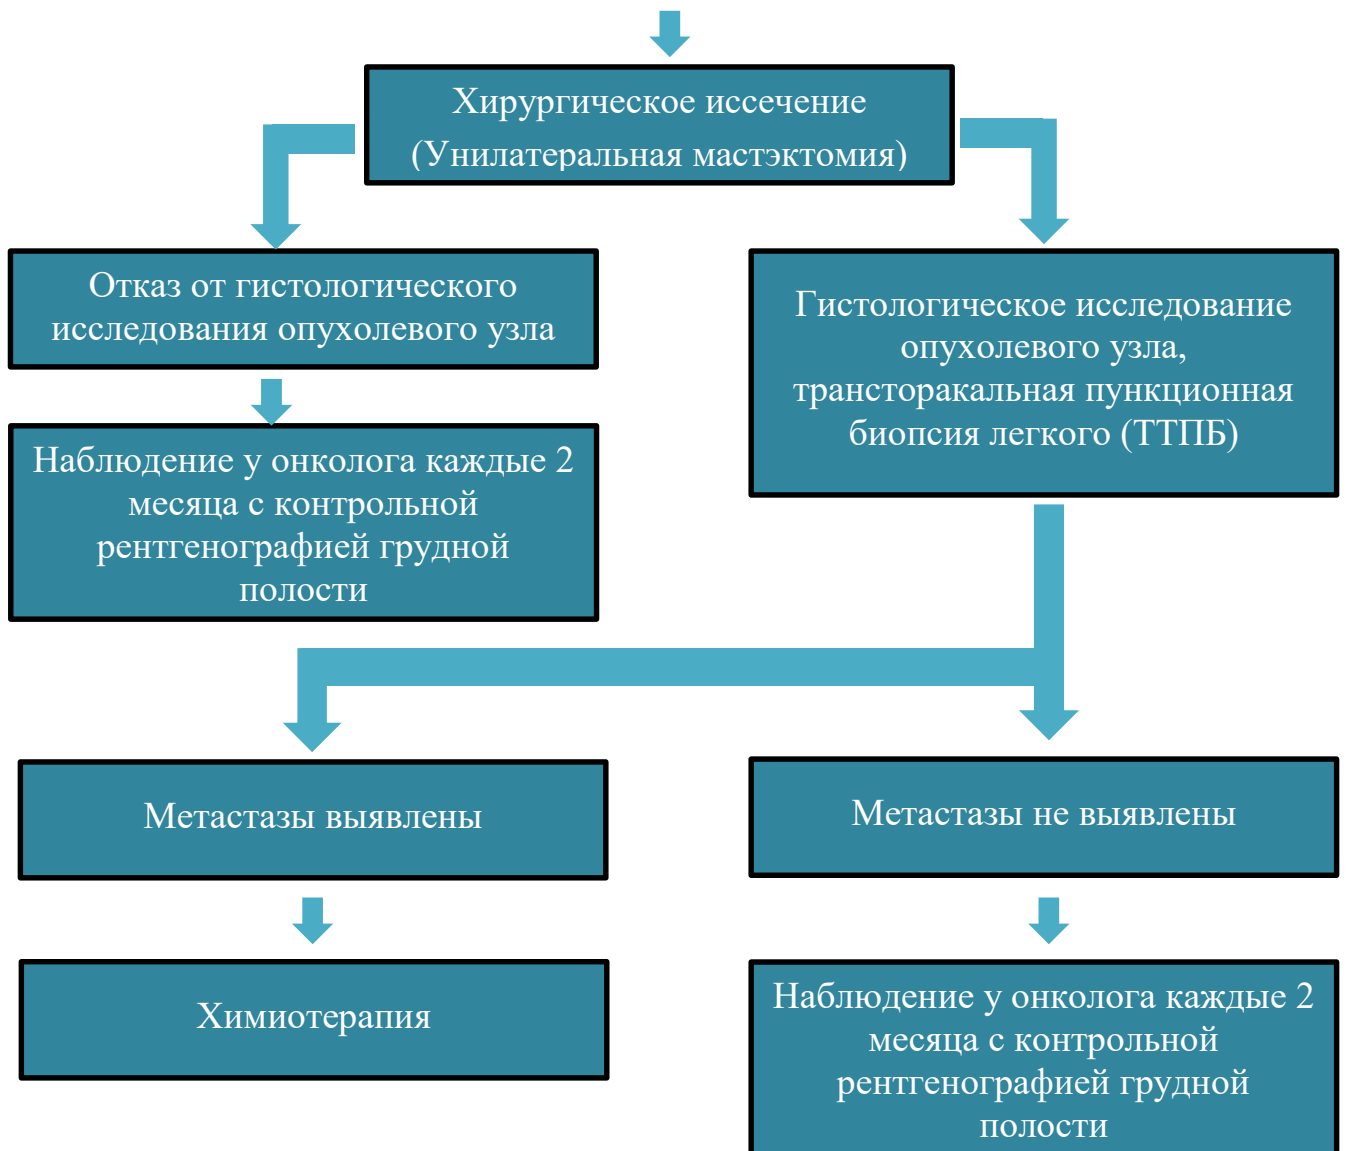 Хирургическое иссечение
(Унилатеральная мастэктомия)
Отказ от гистологического
исследования опухолевого узла
Гистологическое исследование
опухолевого узла,
трансторакальная пункционная
биопсия легкого (ТТПБ)
Наблюдение у онколога каждые 2
месяца с контрольной
рентгенографией грудной
полости
Метастазы выявлены
Метастазы не выявлены
Химиотерапия
Наблюдение у онколога каждые 2
месяца с контрольной
рентгенографией грудной
полости